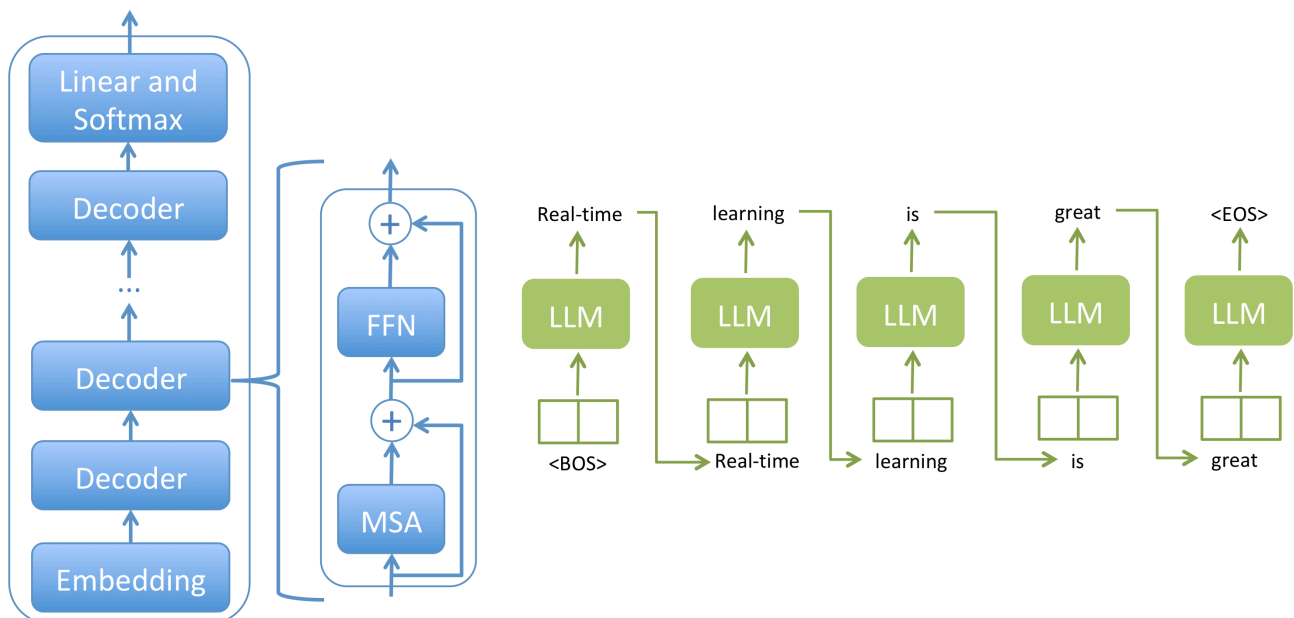 Linear and
Softmax
Decoder
...
Decoder
Decoder
Embedding
+
FFN
+
MSA
Real-time
learning
is
great
<EOS>
LLM
LLM
LLM
LLM
LLM
<BOS>
Real-time
learning
is
great